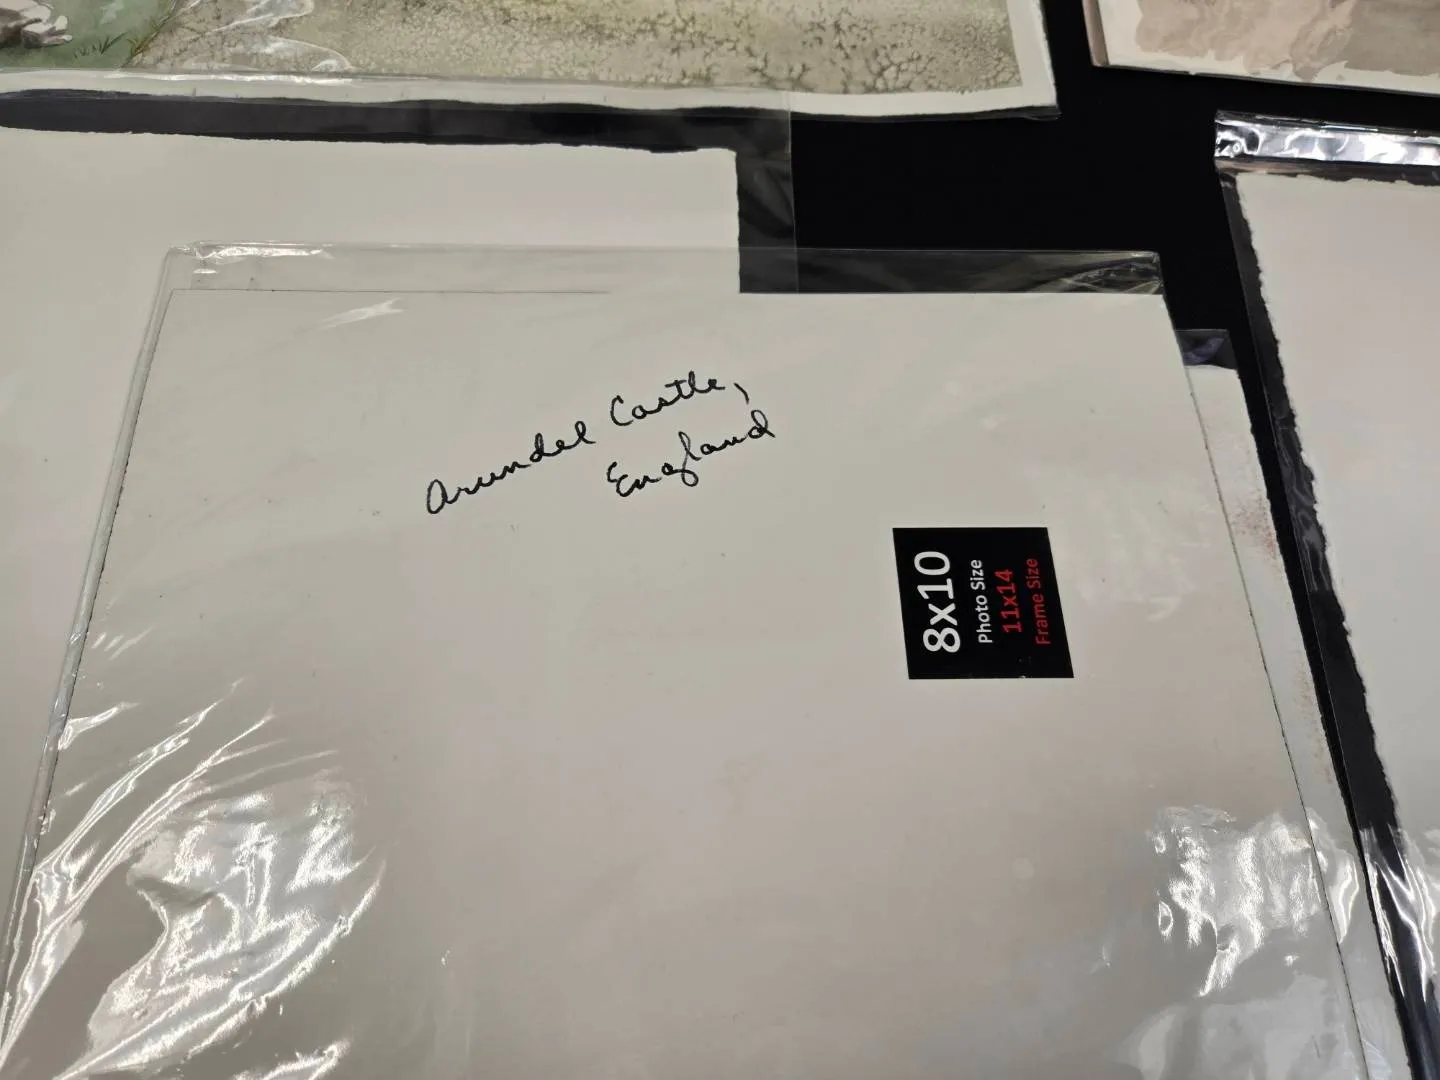 Arundel Castle,
England
8x10
Photo Size
11x14
Frame Size